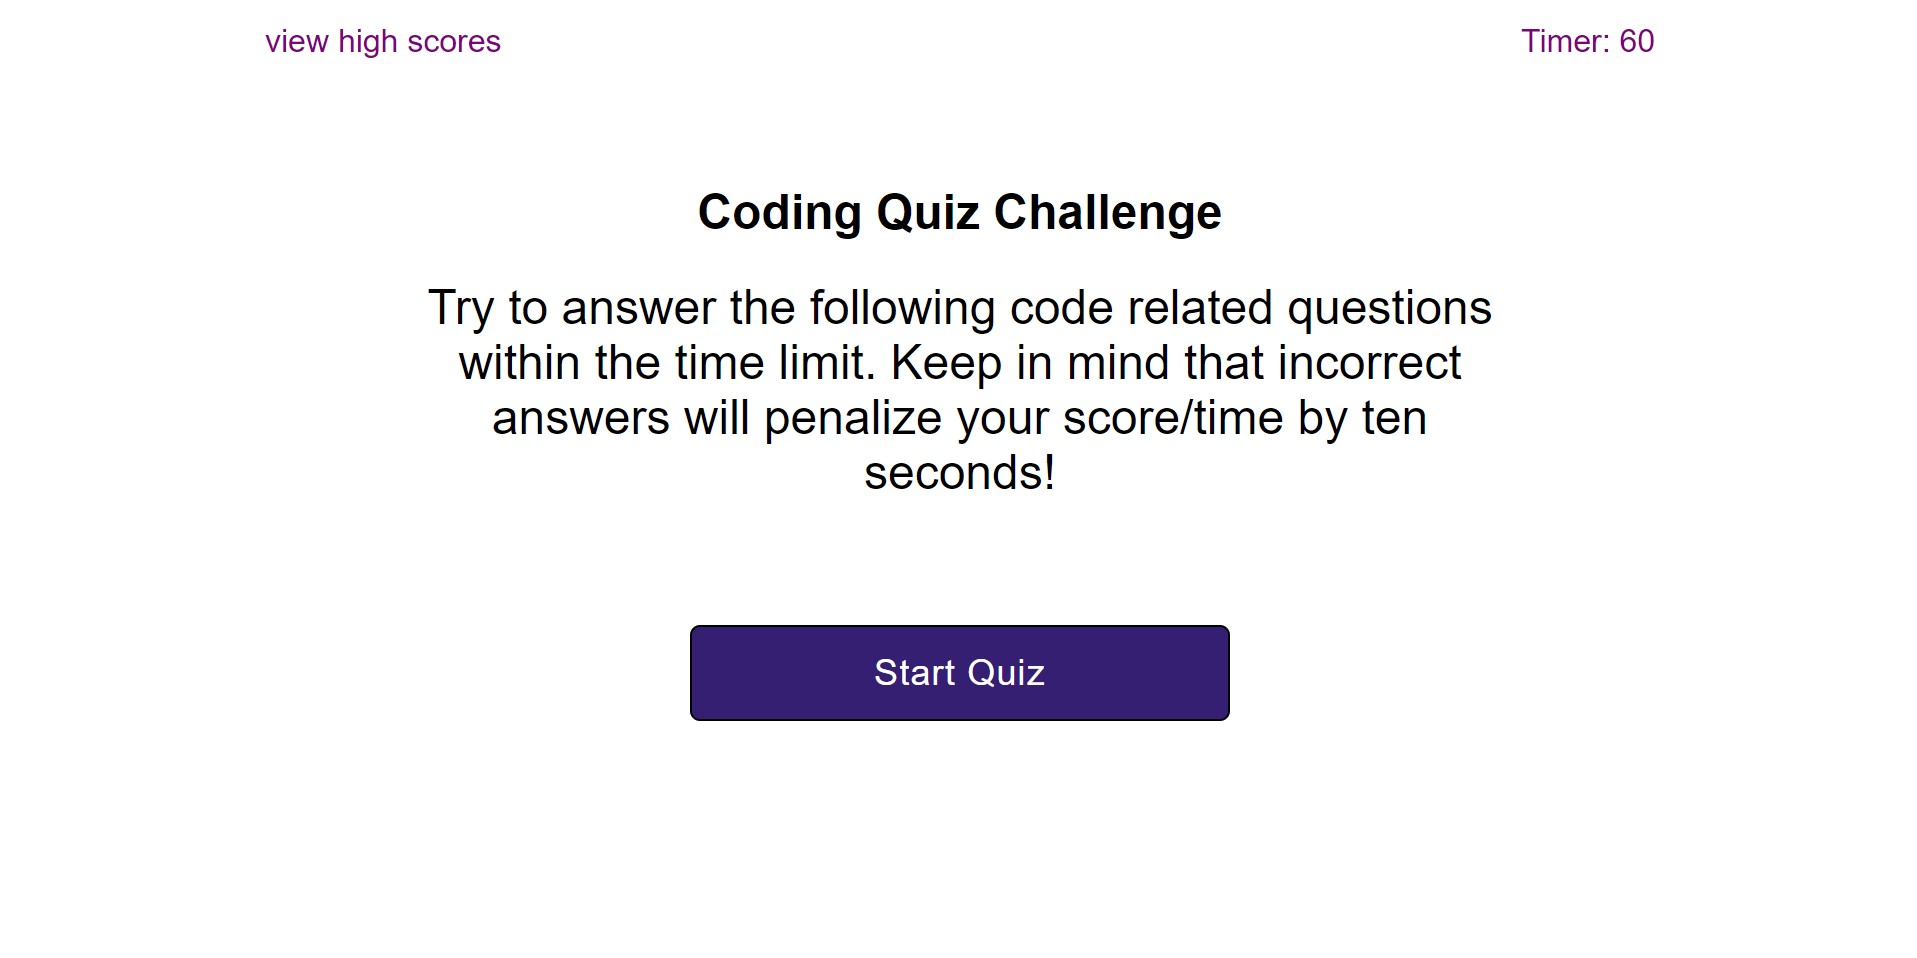 view high scores
Timer: 60
Coding Quiz Challenge
Try to answer the following code related questions
within the time limit. Keep in mind that incorrect
answers will penalize your score/time by ten
seconds!
Start Quiz